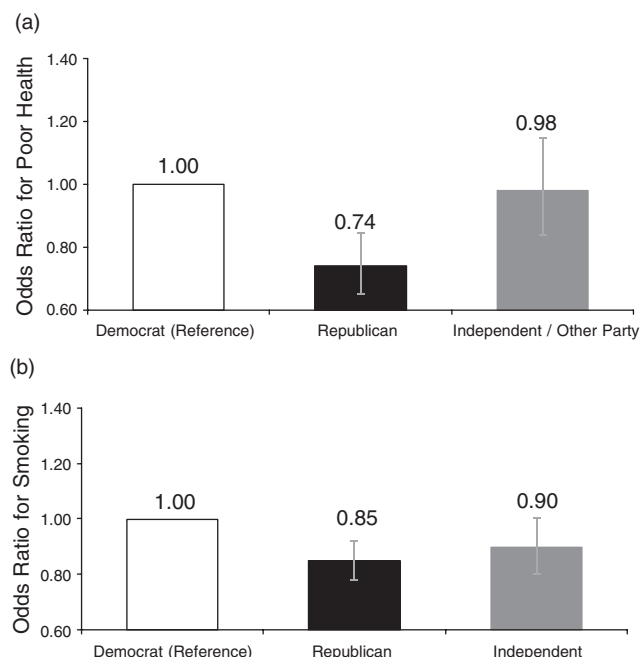 (a)
Odds Ratio for Poor Health
1.40
1.20
1.00
0.80
0.60
1.00
0.74
0.98
Democrat (Reference)
Republican
Independent / Other Party
(b)
Odds Ratio for Smoking
1.40
1.20
1.00
0.80
0.60
1.00
0.85
0.90
Democrat (Reference)
Republican
Independent